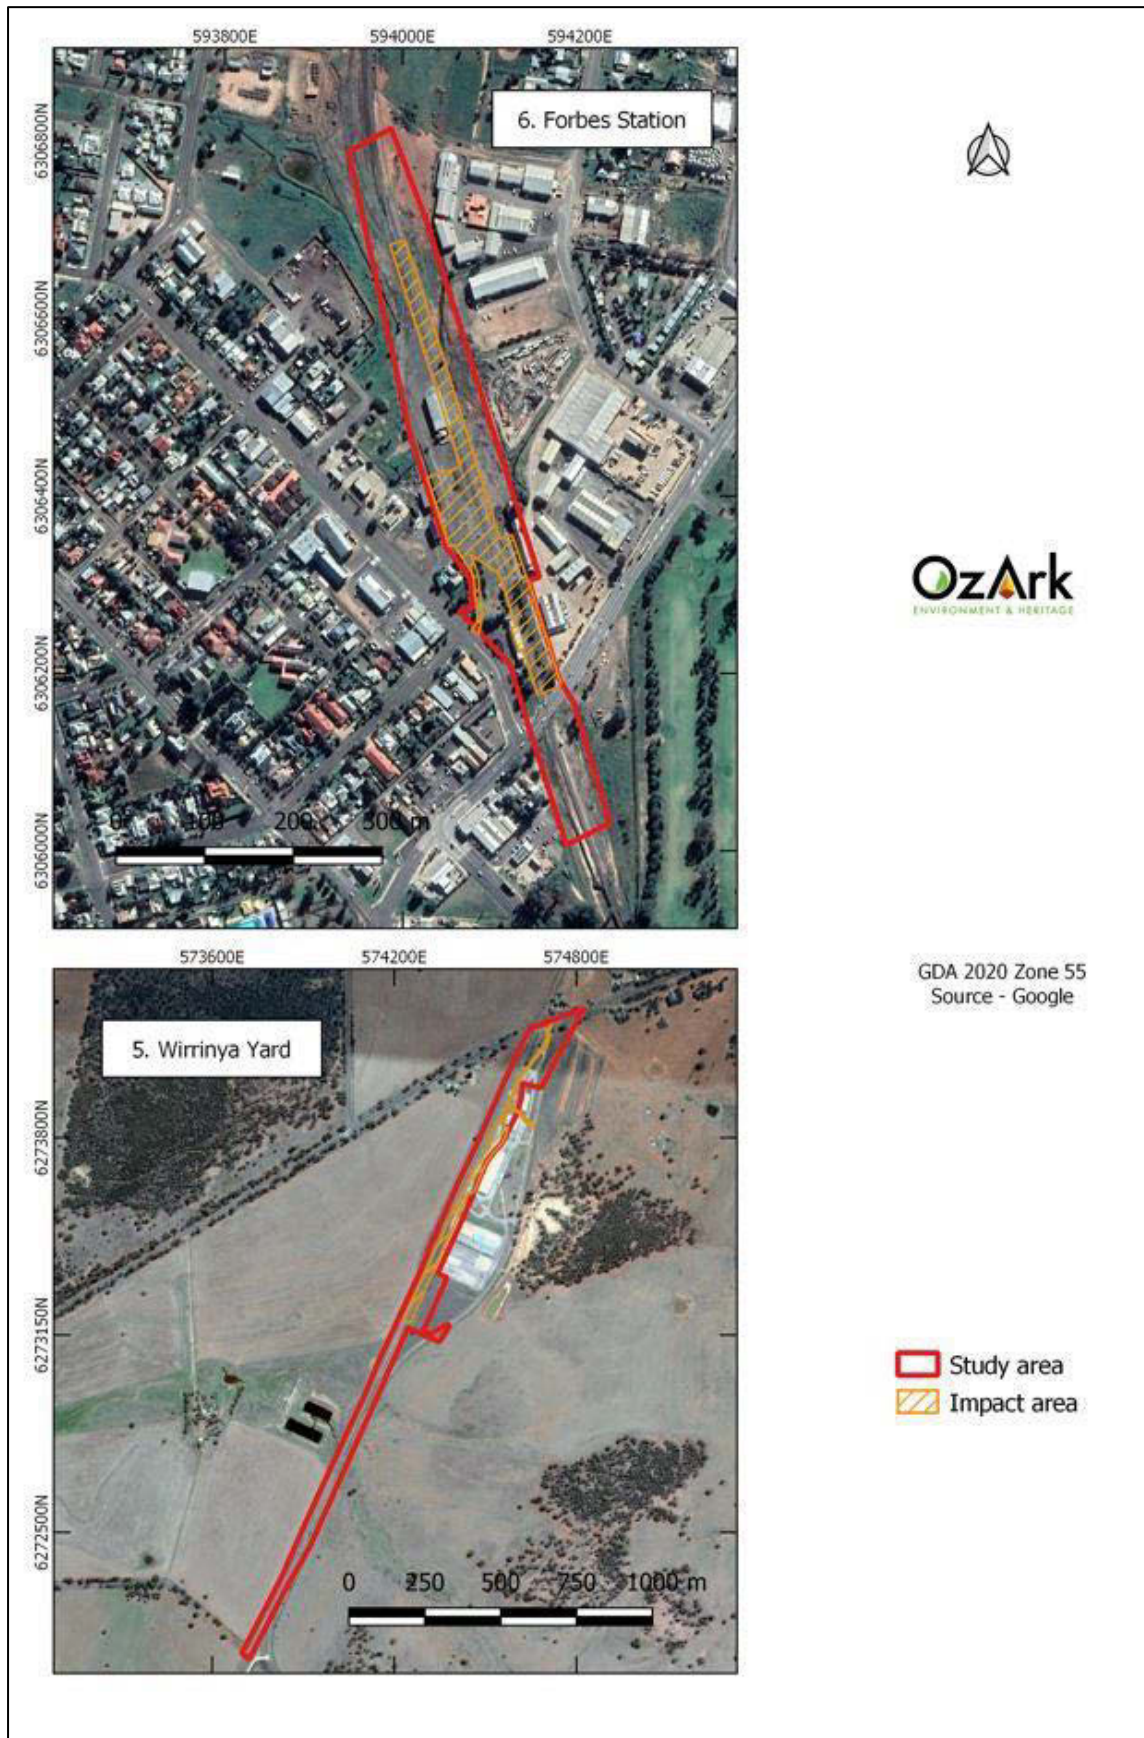 593800E 594000E 594200E
6. Forbes Station
6306800N
6306600N
6306400N
6306200N
6306000N
0 100 200 300 m
OzArk
ENVIRONMENT & HERITAGE
573600E 574200E 574800E
5. Wirrinya Yard
GDA 2020 Zone 55
Source - Google
6273800N
6273150N
6272500N
0 250 500 750 1000 m
Study area
Impact area